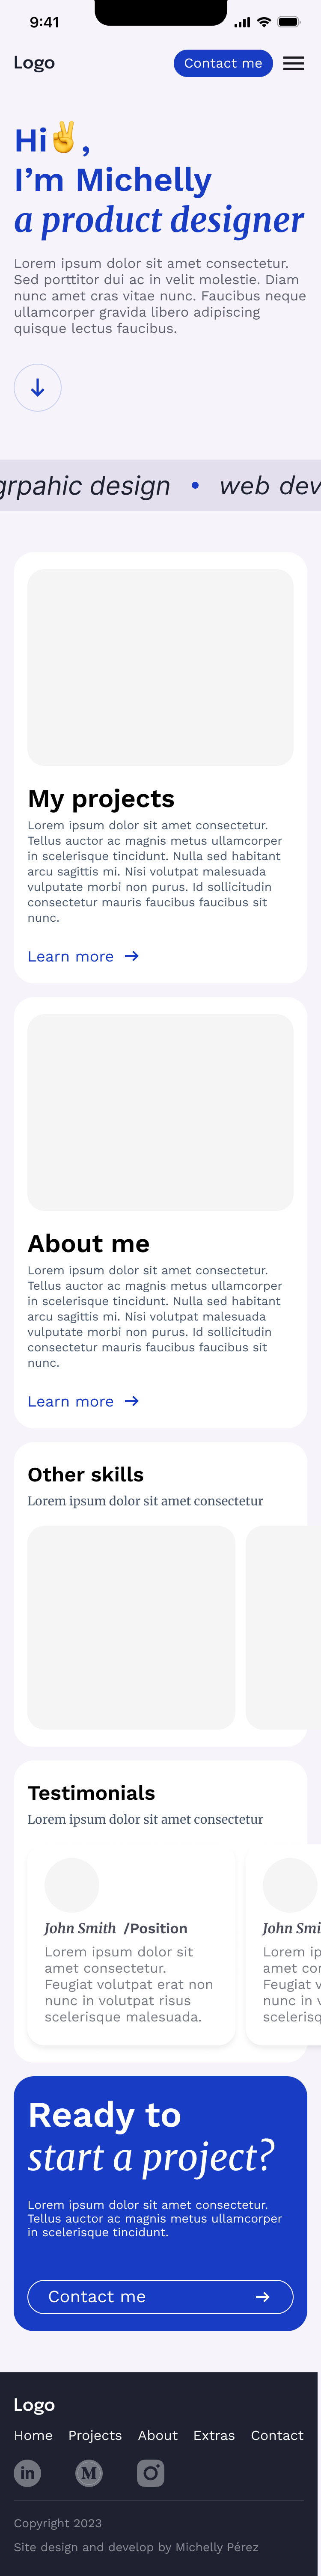 9:41
Logo
Contact me
Hi✌,
I'm Michelly
a product designer
Lorem ipsum dolor sit amet consectetur.
Sed porttitor dui ac in velit molestie. Diam
nunc amet cras vitae nunc. Faucibus neque
ullamcorper gravida libero adipiscing
quisque lectus faucibus.
grpahic design • web dev
My projects
Lorem ipsum dolor sit amet consectetur.
Tellus auctor ac magnis metus ullamcorper
in scelerisque tincidunt. Nulla sed habitant
arcu sagittis mi. Nisi volutpat malesuada
vulputate morbi non purus. Id sollicitudin
consectetur mauris faucibus faucibus sit
nunc.
Learn more
About me
Lorem ipsum dolor sit amet consectetur.
Tellus auctor ac magnis metus ullamcorper
in scelerisque tincidunt. Nulla sed habitant
arcu sagittis mi. Nisi volutpat malesuada
vulputate morbi non purus. Id sollicitudin
consectetur mauris faucibus faucibus sit
nunc.
Learn more
Other skills
Lorem ipsum dolor sit amet consectetur
Testimonials
Lorem ipsum dolor sit amet consectetur
John Smith /Position
Lorem ipsum dolor sit
amet consectetur.
Feugiat volutpat erat non
nunc in volutpat risus
scelerisque malesuada.
John Smi
Lorem ip
amet con
Feugiat v
nunc in v
scelerisq
Ready to
start a project?
Lorem ipsum dolor sit amet consectetur.
Tellus auctor ac magnis metus ullamcorper
in scelerisque tincidunt.
Contact me
Logo
Home Projects About Extras Contact
in M
Copyright 2023
Site design and develop by Michelly Pérez